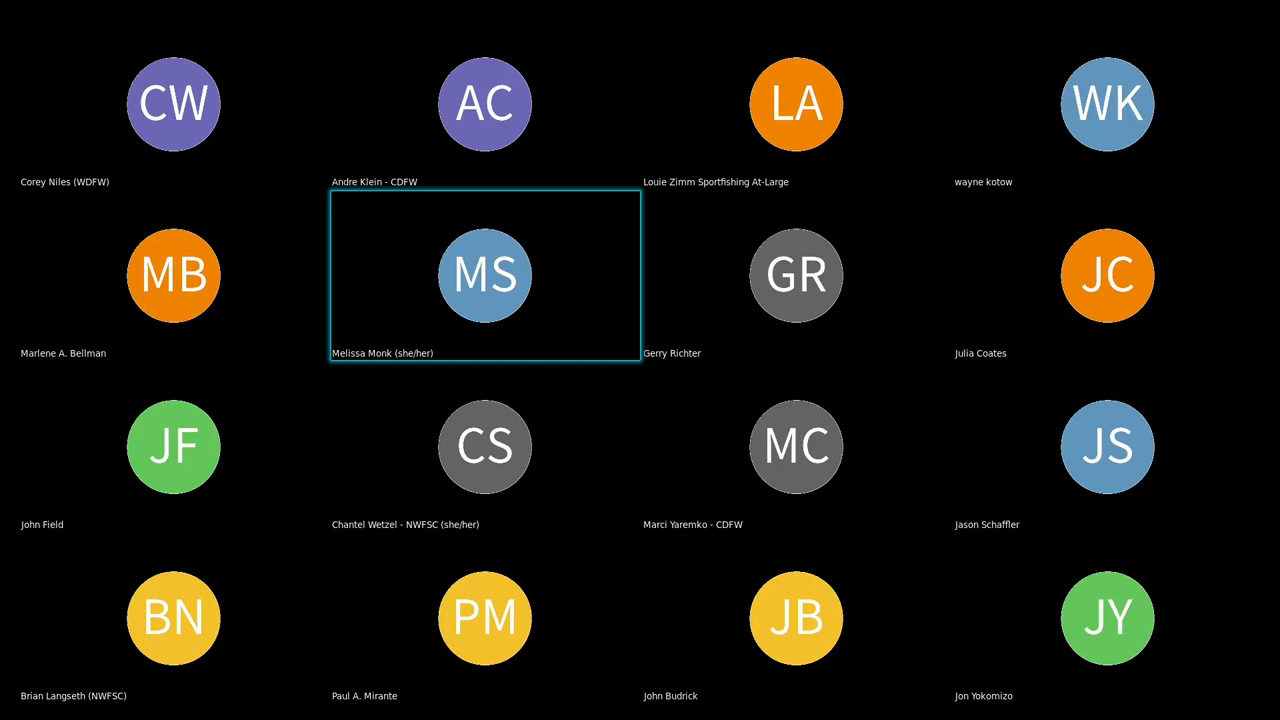 CW
AC
LA
WK
Corey Niles (WDFW)
Andre Klein - CDFW
Louie Zimm Sportfishing At-Large
wayne kotow
MB
MS
GR
JC
Marlene A. Bellman
Melissa Monk (she/her)
Gerry Richter
Julia Coates
JF
CS
MC
JS
John Field
Chantel Wetzel - NWFSC (she/her)
Marci Yaremko - CDFW
Jason Schaffler
BN
PM
JB
JY
Brian Langseth (NWFSC)
Paul A. Mirante
John Budrick
Jon Yokomizo